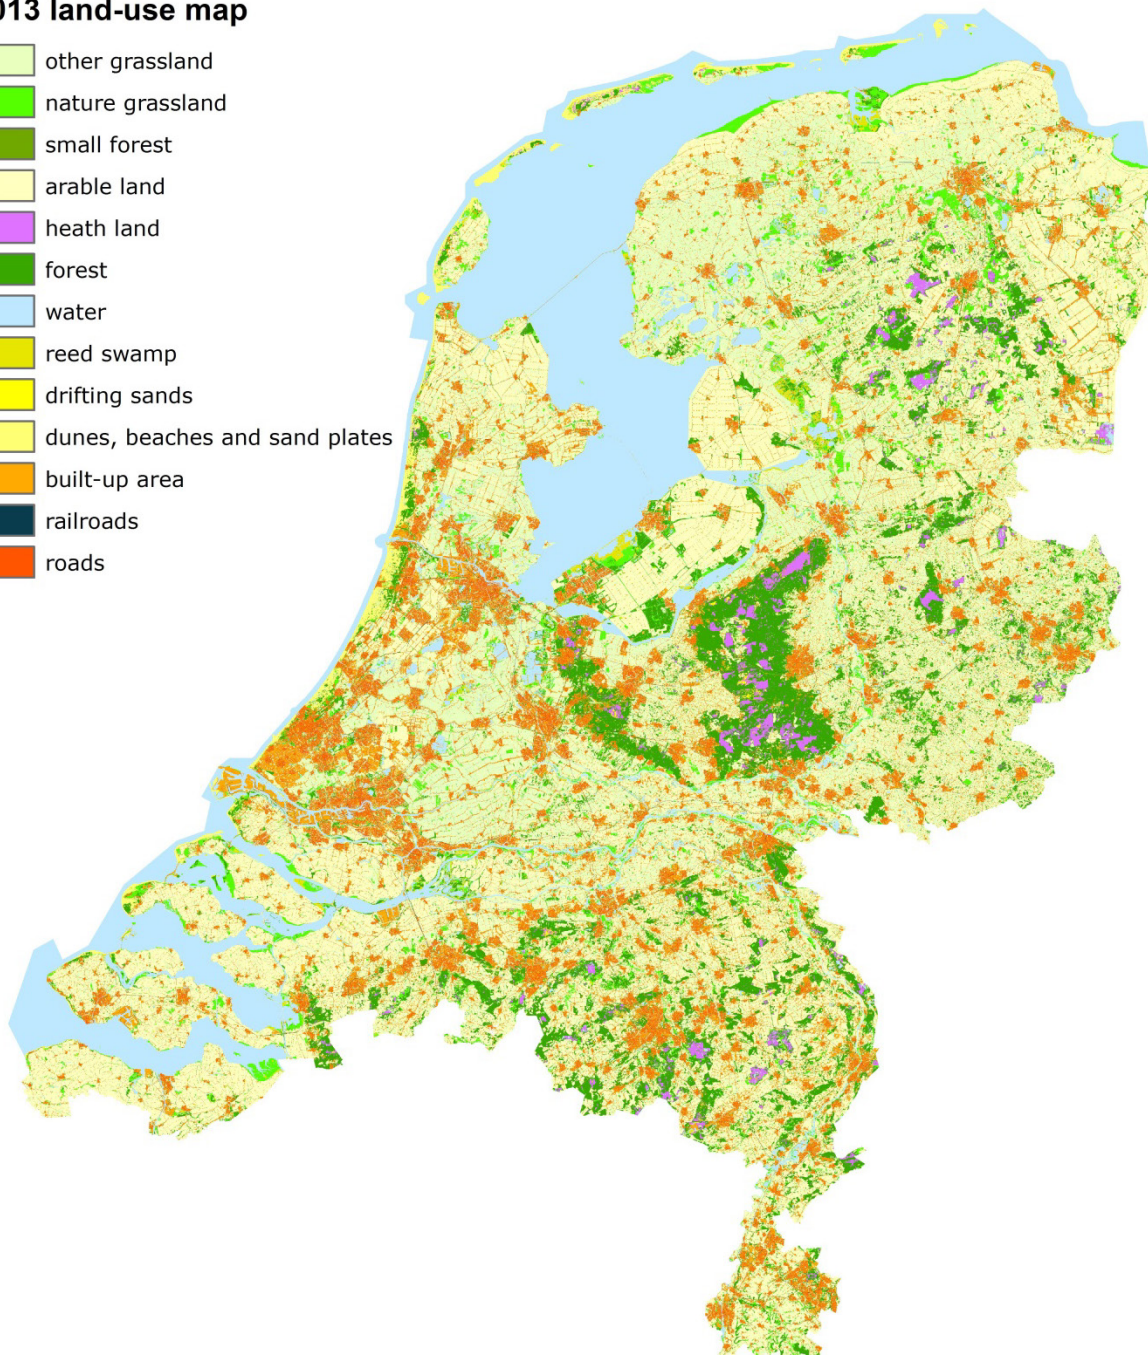 013 land-use map
other grassland
nature grassland
small forest
arable land
heath land
forest
water
reed swamp
drifting sands
dunes, beaches and sand plates
built-up area
railroads
roads